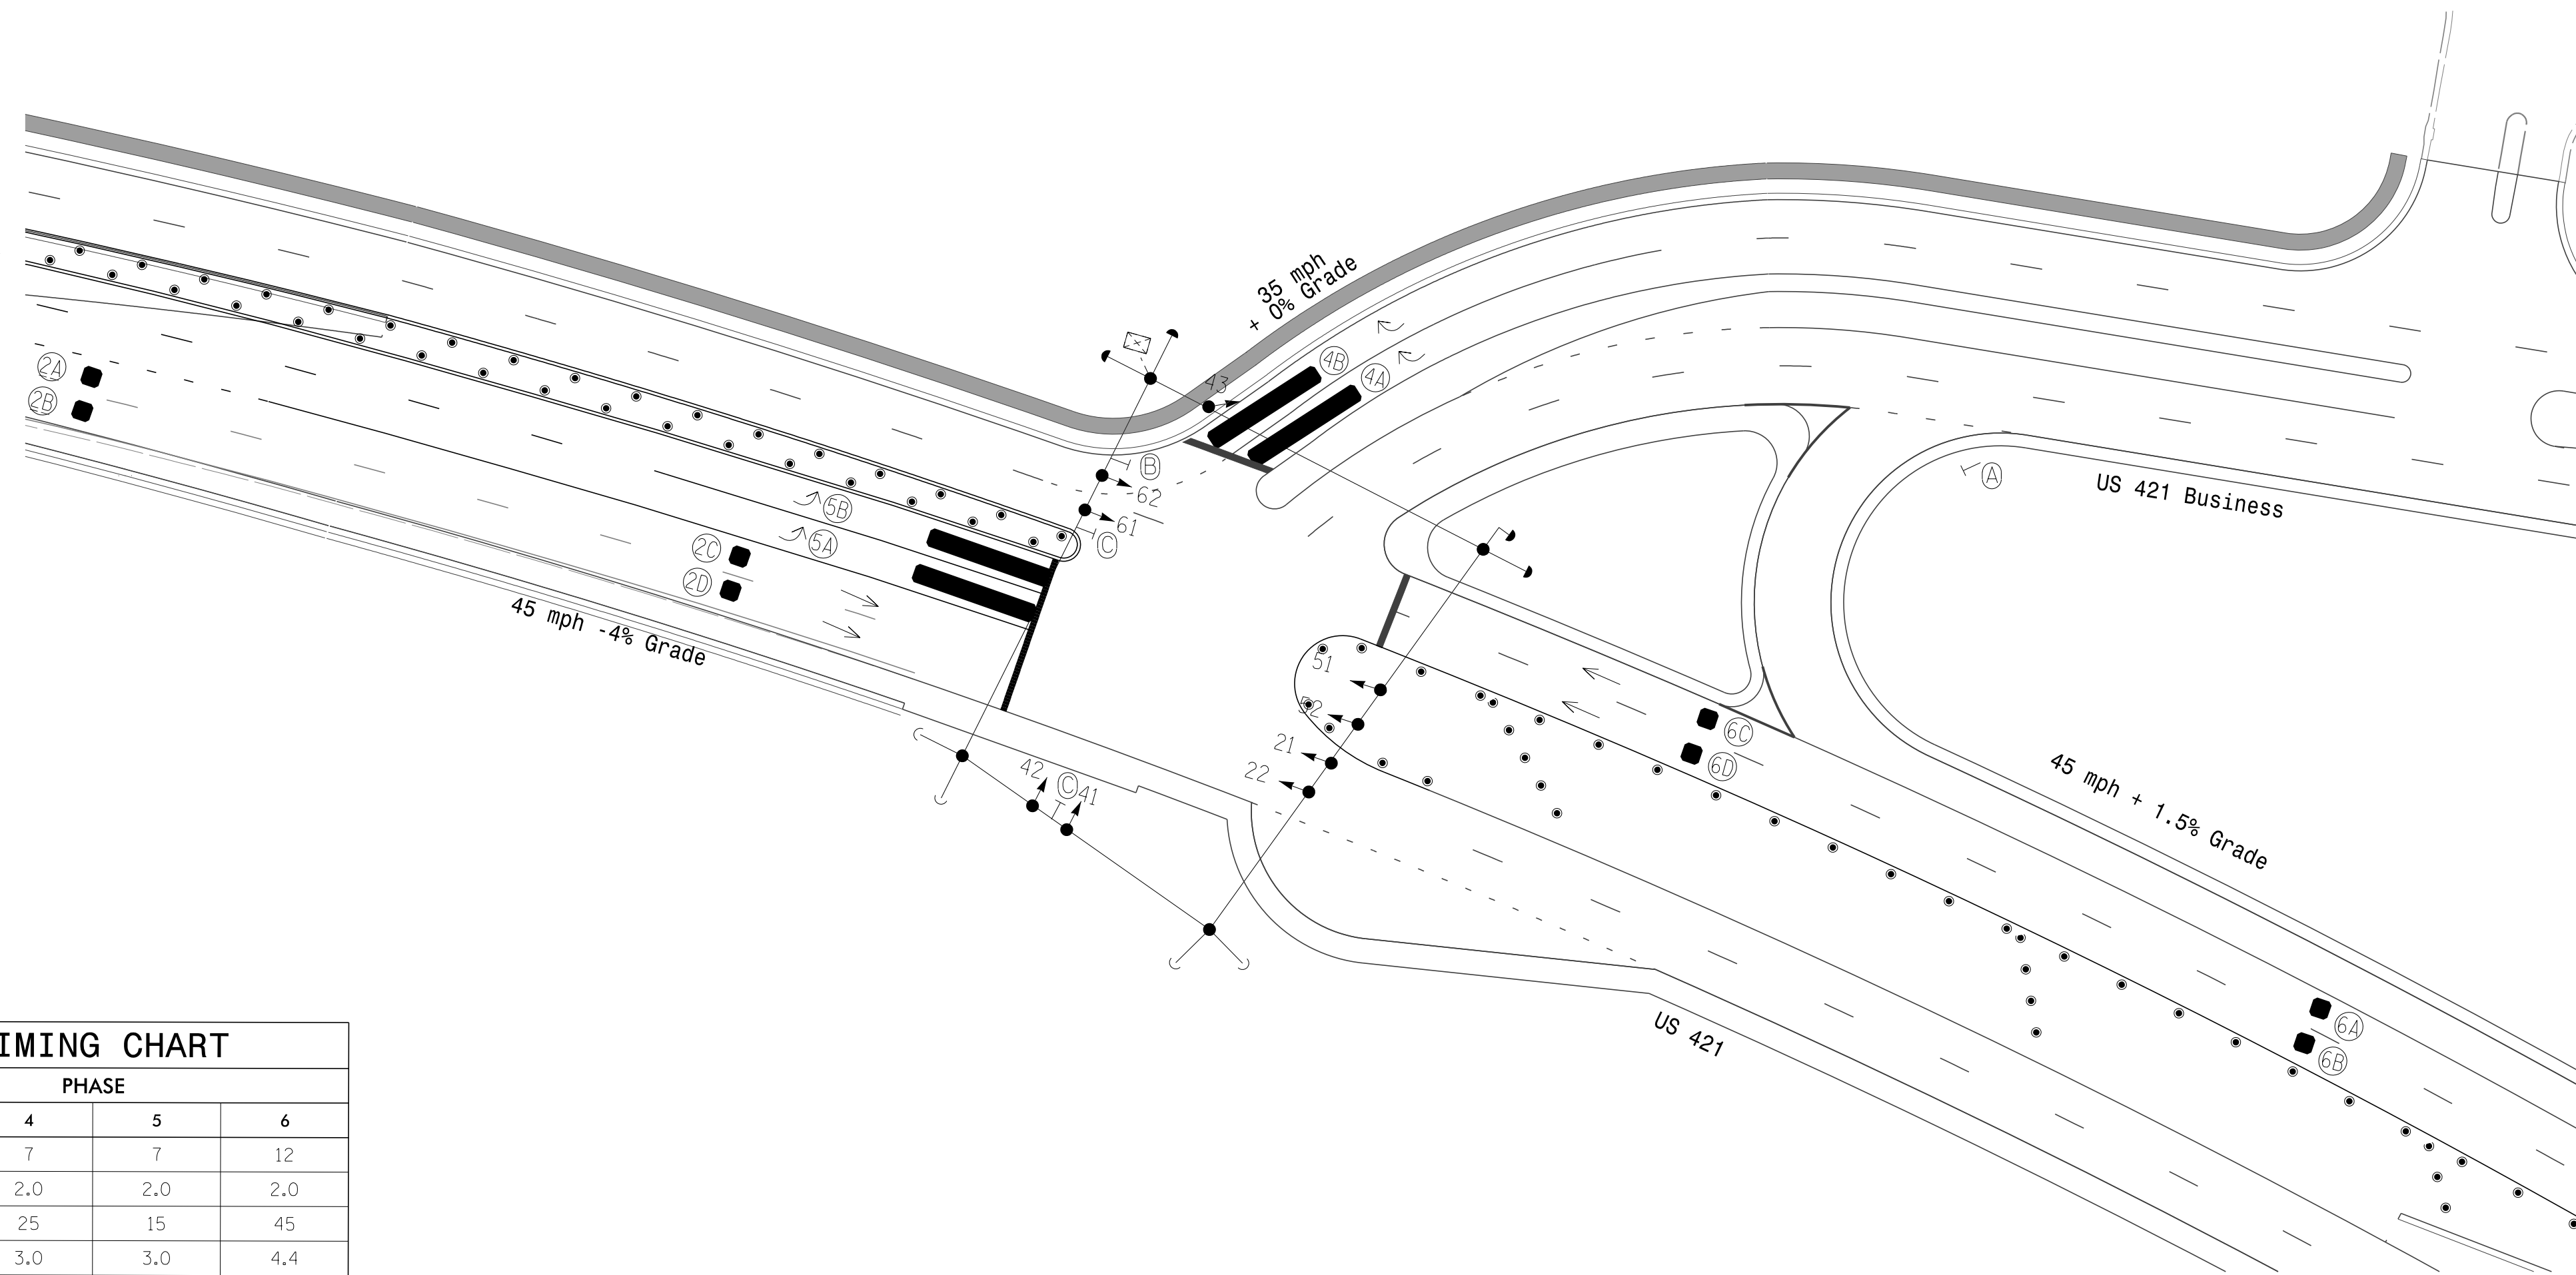 35 mph
+ 0% Grade
43
4B
4A
B
62
61
C
A
US 421 Business
2A
2B
5B
5A
2C
2D
45 mph -4% Grade
51
52
21
22
6C
6D
45 mph + 1.5% Grade
42
C
41
6A
6B
US 421
IMING CHART
PHASE
4 5 6
7 7 12
2.0 2.0 2.0
25 15 45
3.0 3.0 4.4